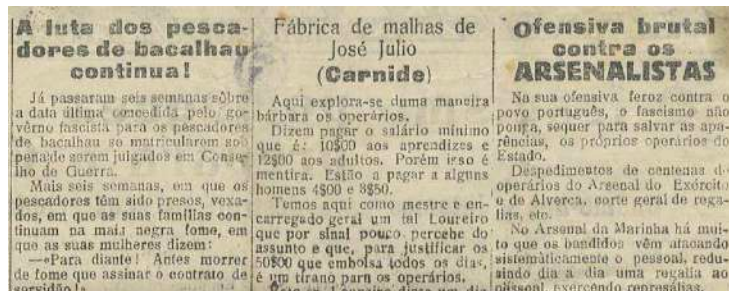 A luta dos pesca-
dores de bacalhau
continua!
Já passaram seis semanas sôbre
a data última concedida pelo go-
vêrno fascista para os pescadores
de bacalhau se matricularem sob
pena de serem julgados em Conse-
lho de Guerra.
Mais seis semanas, em que os
pescadores têm sido presos, vexa-
dos, em que as suas famílias con-
tinuam na mais negra fome, em
que as suas mulheres dizem:
—«Para diante! Antes morrer
de fome que assinar o contrato de
servidão!»
Fábrica de malhas de
José Julio
(Carnide)
Aqui explora-se duma maneira
bárbara os operários.
Dizem pagar o salário mínimo
que é: 10$00 aos aprendizes e
12$00 aos adultos. Porém isso é
mentira. Estão a pagar a alguns
homens 4$00 e 8$50.
Temos aqui como mestre e en-
carregado geral um tal Loureiro
que por sinal pouco percebe do
assunto e que, para justificar os
50$00 que embolsa todos os dias,
é um tirano para os operários.
Ofensiva brutal
contra os
ARSENALISTAS
Na sua ofensiva feroz contra o
povo português, o fascismo não
poupa, sequer para salvar as apa-
rências, os próprios operários do
Estado.
Despedimentos de centenas de
operários do Arsenal do Exército
e de Alverca, corte geral de rega-
lias, etc.
No Arsenal da Marinha há mui-
to que os bandidos vêm atacando
sistemàticamente o pessoal, redu-
zindo dia a dia uma regalia ao
pessoal, exercendo represálias.